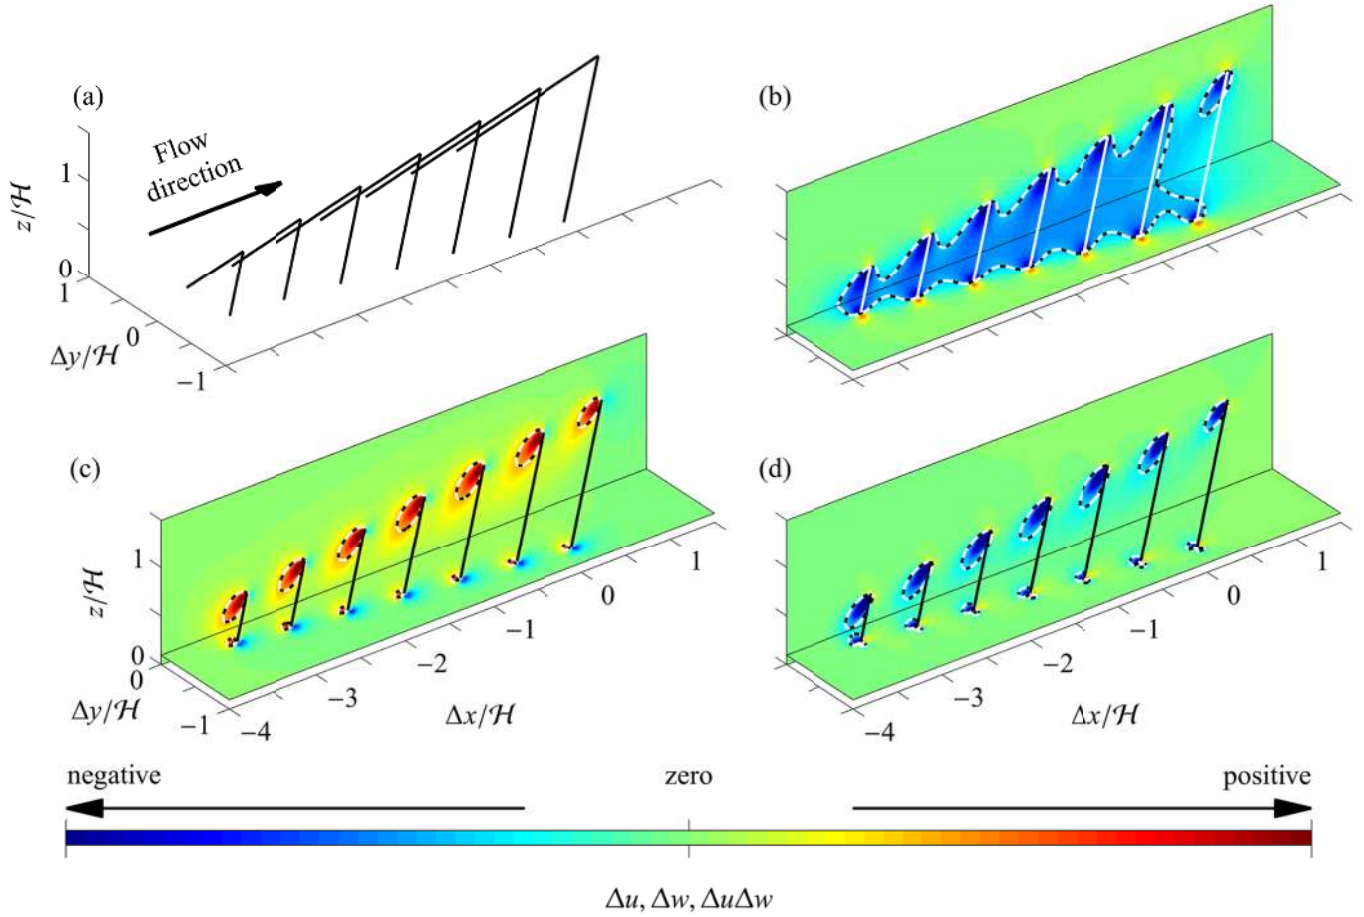 (a)
(b)
Flow
direction
z/ℋ
1
0
1
0
−1
Δy/ℋ
(c)
(d)
z/ℋ
1
0
0
−1
Δy/ℋ
−4
−3
−2
−1
0
1
Δx/ℋ
−4
−3
−2
−1
0
1
Δx/ℋ
negative
zero
positive
Δu, Δw, ΔuΔw